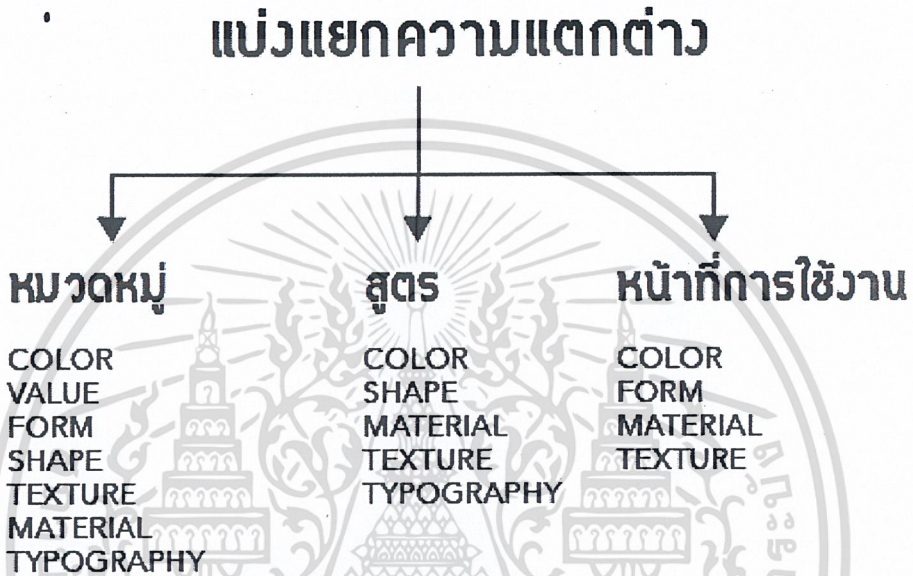 แบ่งแยกความแตกต่าง
หมวดหมู่
COLOR
VALUE
FORM
SHAPE
TEXTURE
MATERIAL
TYPOGRAPHY
สูตร
COLOR
SHAPE
MATERIAL
TEXTURE
TYPOGRAPHY
หน้าที่การใช้งาน
COLOR
FORM
MATERIAL
TEXTURE